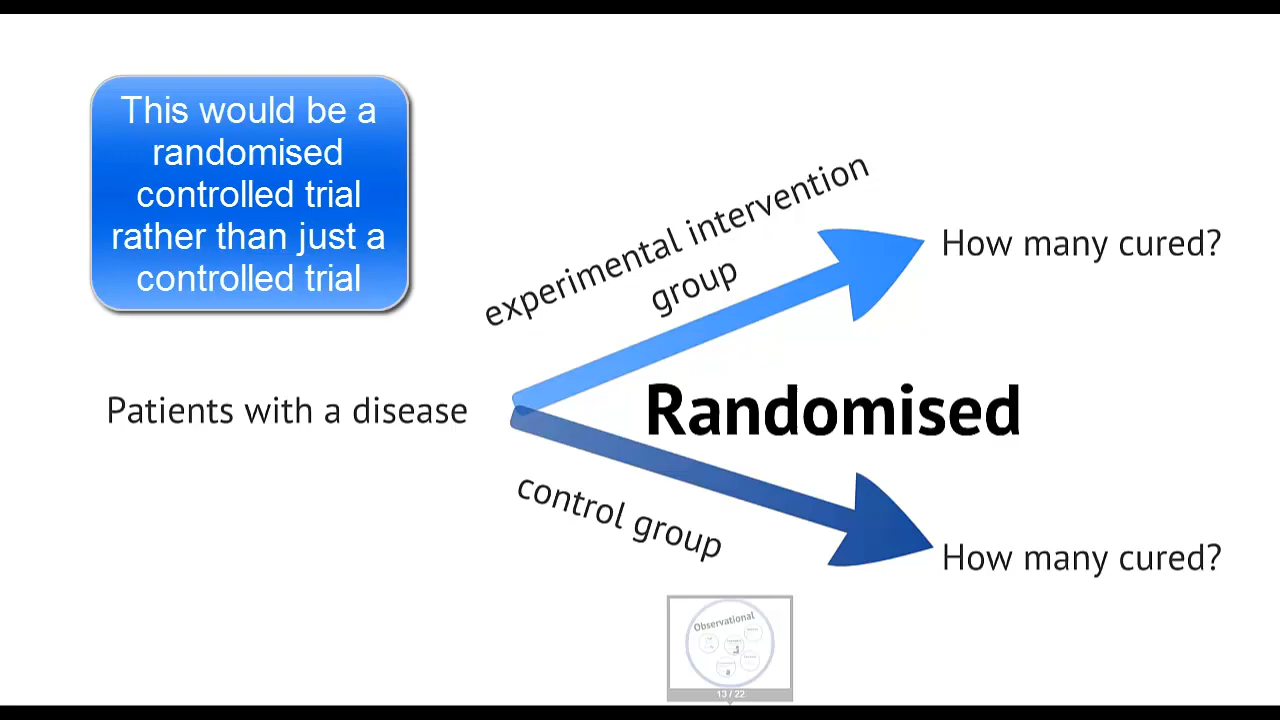 This would be a
randomised
controlled trial
rather than just a
controlled trial
experimental intervention
group
How many cured?
Patients with a disease
Randomised
control group
How many cured?
Observational
13 / 22